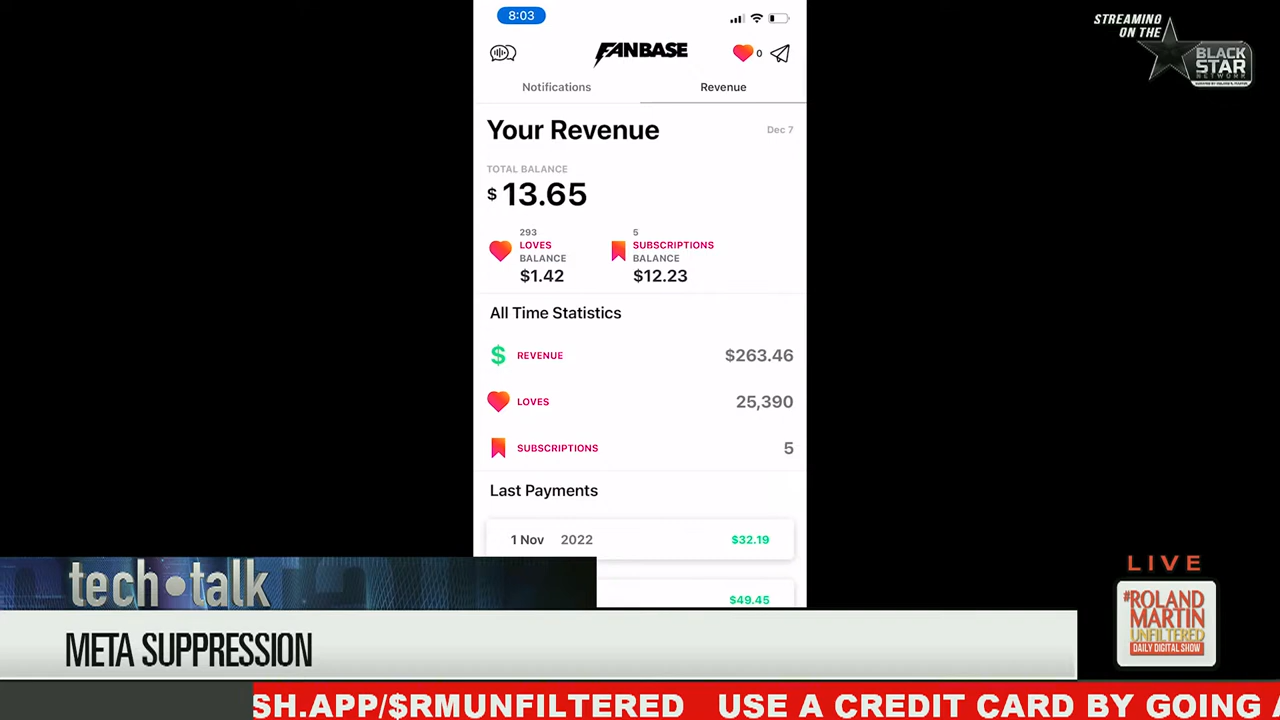 8:03
STREAMING
ON THE
BLACK
STAR
NETWORK
FANBASE
0
Notifications
Revenue
Your Revenue
Dec 7
TOTAL BALANCE
$ 13.65
293
LOVES
BALANCE
$1.42
5
SUBSCRIPTIONS
BALANCE
$12.23
All Time Statistics
$ REVENUE $263.46
LOVES 25,390
SUBSCRIPTIONS 5
Last Payments
1 Nov 2022 $32.19
$49.45
tech•talk
META SUPPRESSION
LIVE
#ROLAND
MARTIN
UNFILTERED
DAILY DIGITAL SHOW
SH.APP/$RMUNFILTERED USE A CREDIT CARD BY GOING